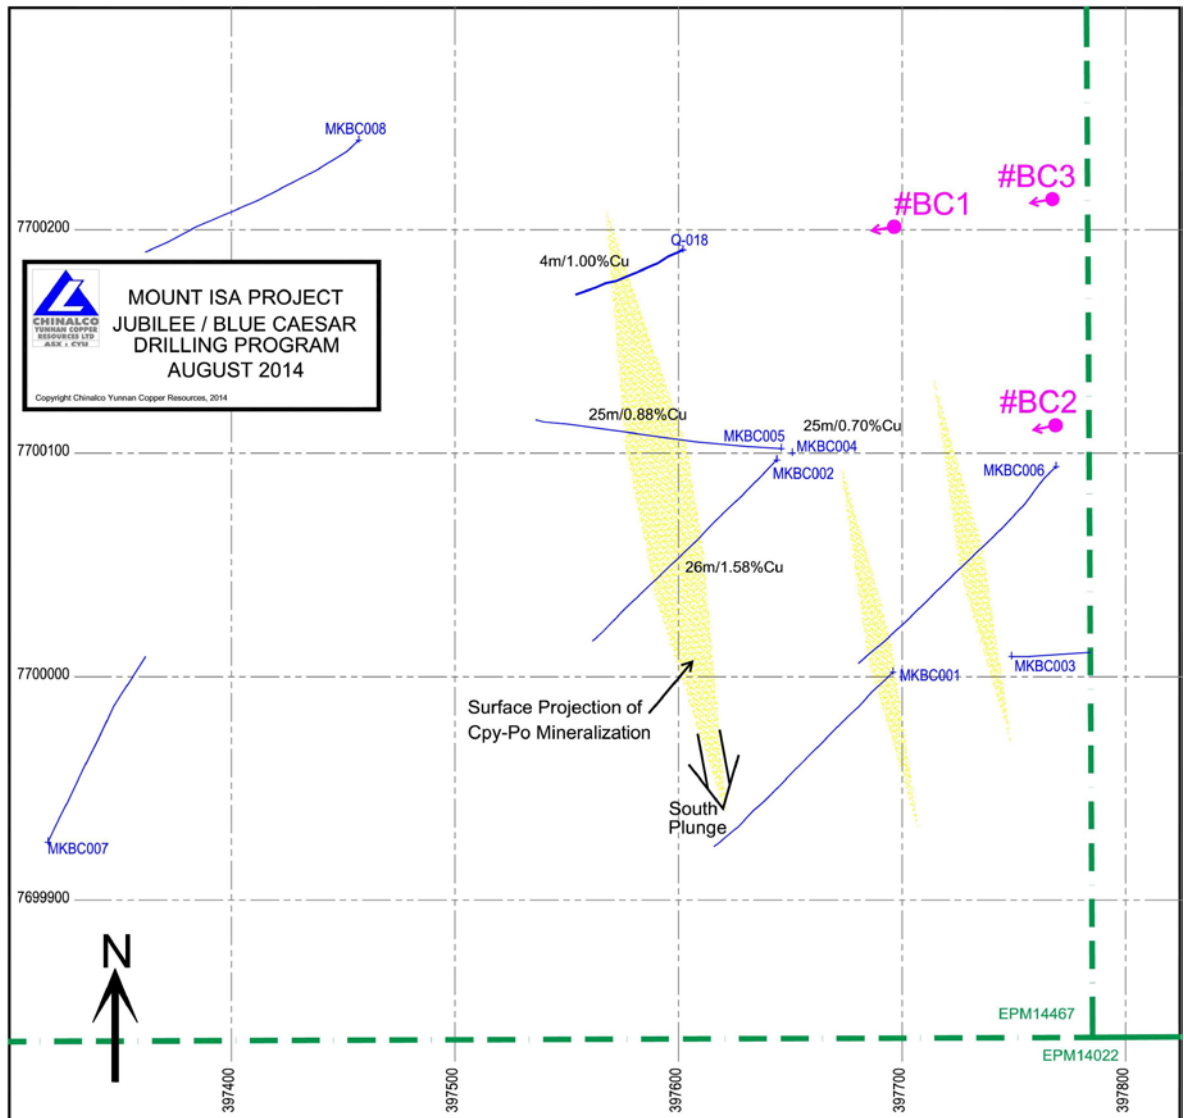 MKBC008
#BC3
#BC1
7700200
Q-018
4m/1.00%Cu
CHINALCO
YUNNAN COPPER
RESOURCES LTD
ASX : CYU
MOUNT ISA PROJECT
JUBILEE / BLUE CAESAR
DRILLING PROGRAM
AUGUST 2014
Copyright Chinalco Yunnan Copper Resources, 2014
#BC2
25m/0.88%Cu
25m/0.70%Cu
MKBC005
MKBC004
7700100
MKBC002
MKBC006
26m/1.58%Cu
7700000
MKBC003
MKBC001
Surface Projection of
Cpy-Po Mineralization
South
Plunge
MKBC007
7699900
N
EPM14467
EPM14022
397400
397500
397600
397700
397800